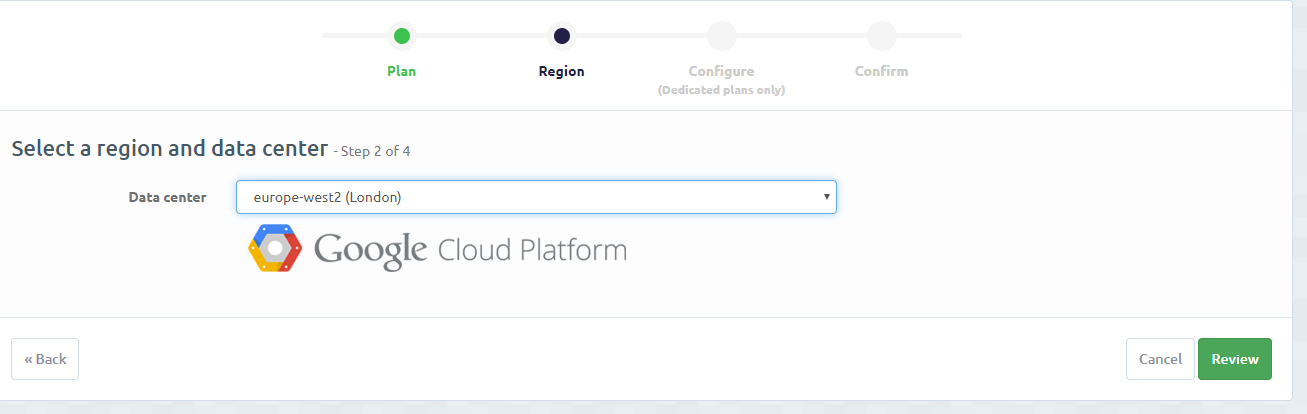 Plan Region Configure Confirm
(Dedicated plans only)
Select a region and data center - Step 2 of 4
Data center europe-west2 (London)
Google Cloud Platform
« Back Cancel Review